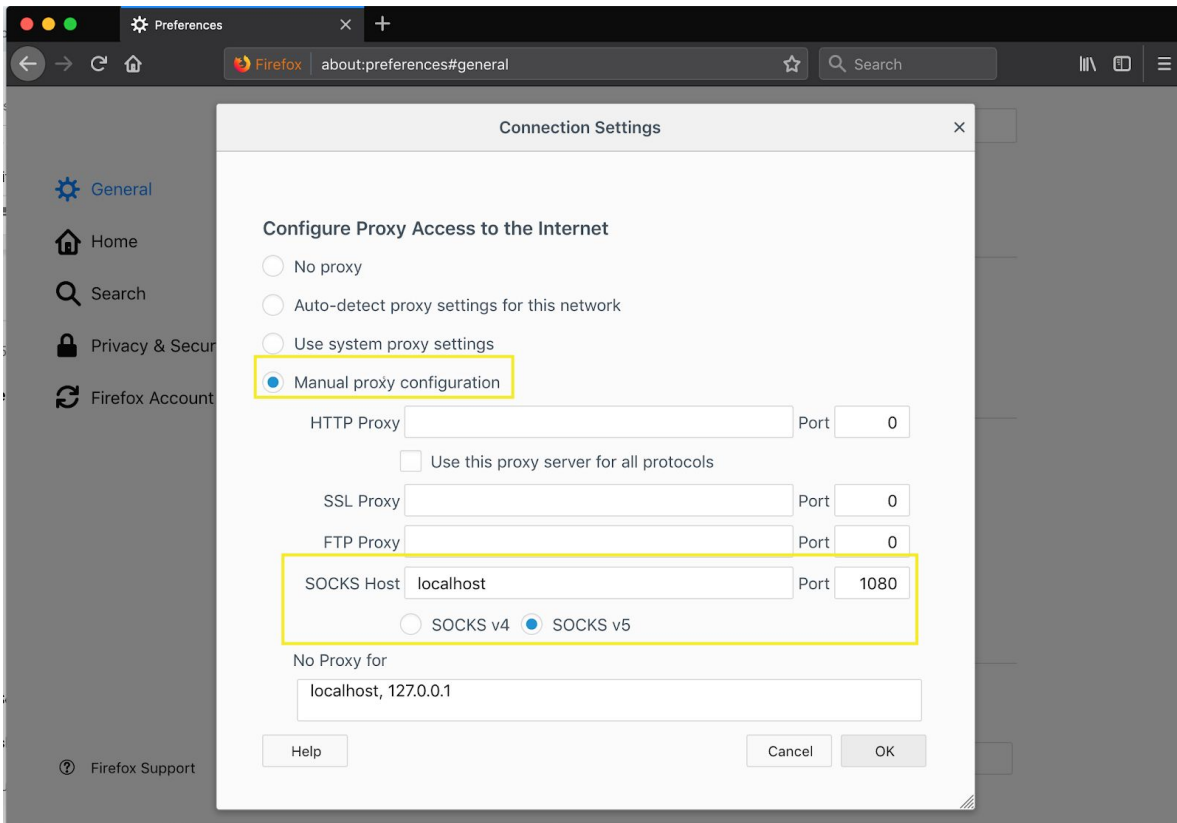 Preferences
Firefox about:preferences#general Search
Connection Settings
General
Home
Search
Privacy & Secur
Firefox Account
Configure Proxy Access to the Internet
No proxy
Auto-detect proxy settings for this network
Use system proxy settings
Manual proxy configuration
HTTP Proxy Port 0
Use this proxy server for all protocols
SSL Proxy Port 0
FTP Proxy Port 0
SOCKS Host localhost Port 1080
SOCKS v4 SOCKS v5
No Proxy for
localhost, 127.0.0.1
Help Cancel OK
Firefox Support